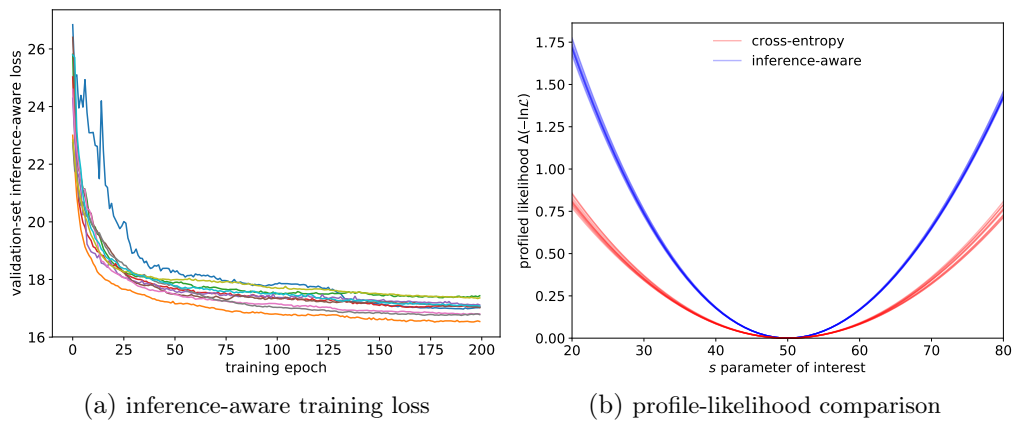 validation-set inference-aware loss
26
24
22
20
18
16
0 25 50 75 100 125 150 175 200
training epoch
(a) inference-aware training loss
profiled likelihood Δ(−lnℒ)
1.75
1.50
1.25
1.00
0.75
0.50
0.25
0.00
cross-entropy
inference-aware
20 30 40 50 60 70 80
s parameter of interest
(b) profile-likelihood comparison